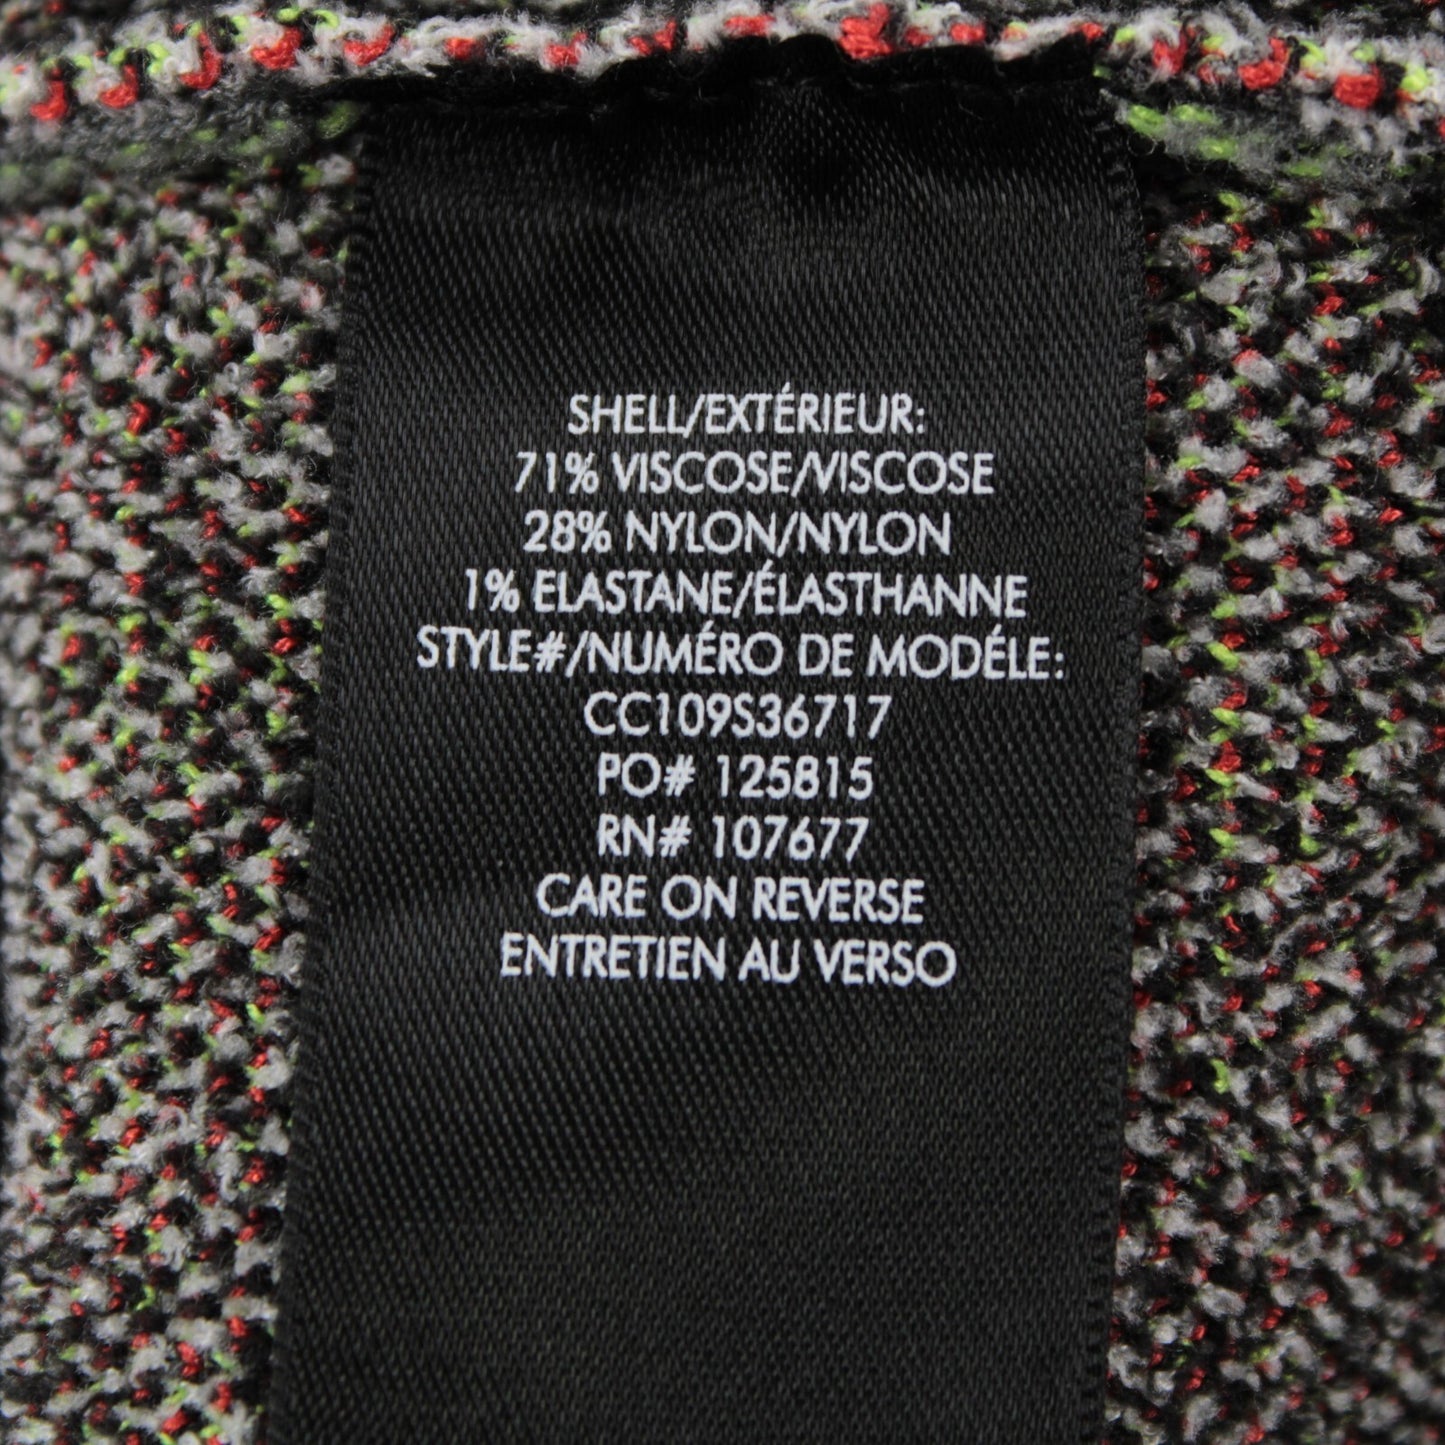 SHELL/EXTÉRIEUR:
71% VISCOSE/VISCOSE
28% NYLON/NYLON
1% ELASTANE/ÉLASTHANNE
STYLE#/NUMÉRO DE MODÉLE:
CC109S36717
PO# 125815
RN# 107677
CARE ON REVERSE
ENTRETIEN AU VERSO